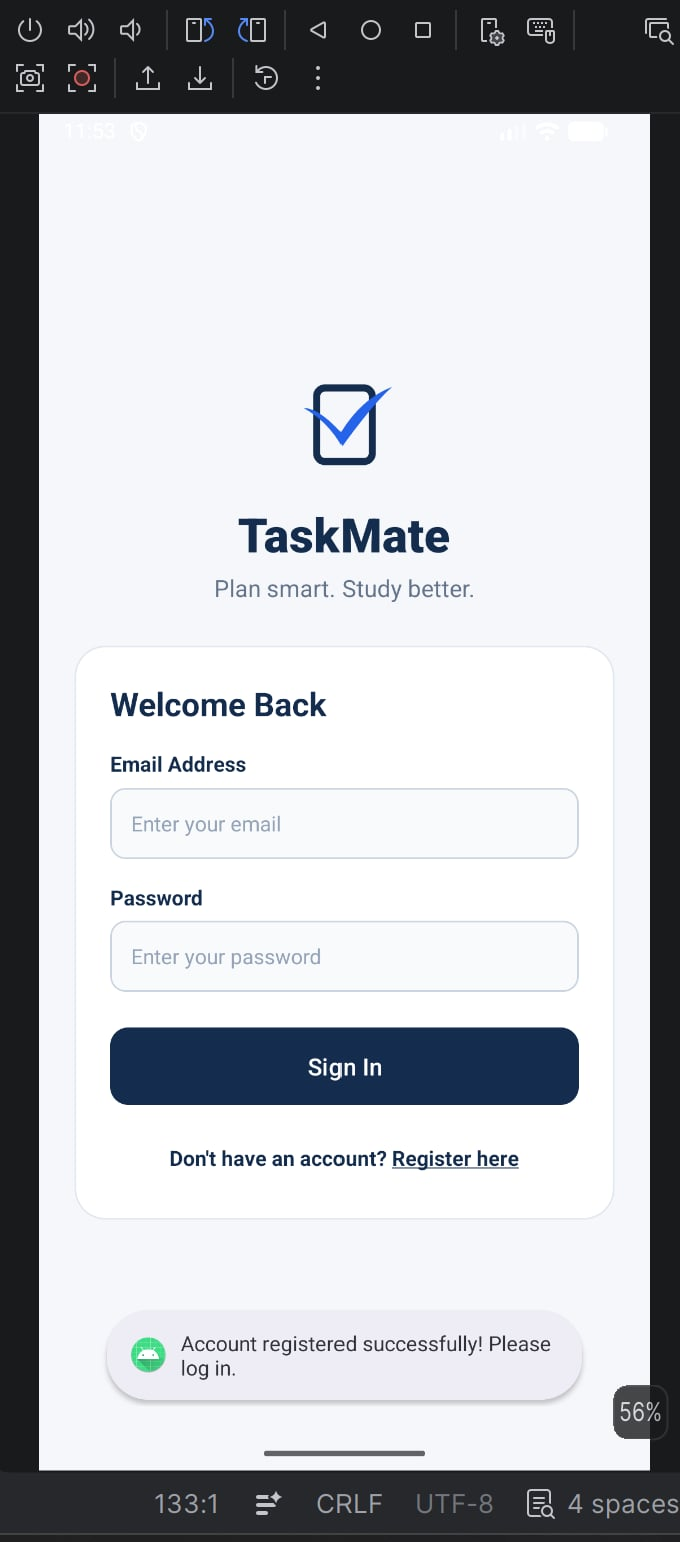 11:53
TaskMate
Plan smart. Study better.
Welcome Back
Email Address
Enter your email
Password
Enter your password
Sign In
Don't have an account? Register here
Account registered successfully! Please
log in.
56%
133:1 CRLF UTF-8 4 spaces